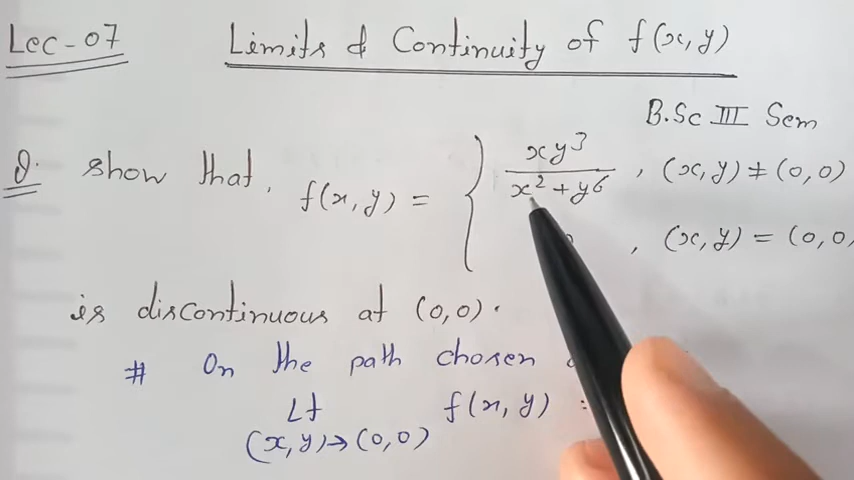 Lec-07
Limits & Continuity of f(x,y)
B.Sc III Sem
Q. show that, f(x,y) = { xy³ / x²+y⁶ , (x,y) ≠ (0,0)
, (x,y) = (0,0,
is discontinuous at (0,0).
# On the path chosen
Lt f(x,y) =
(x,y)→(0,0)